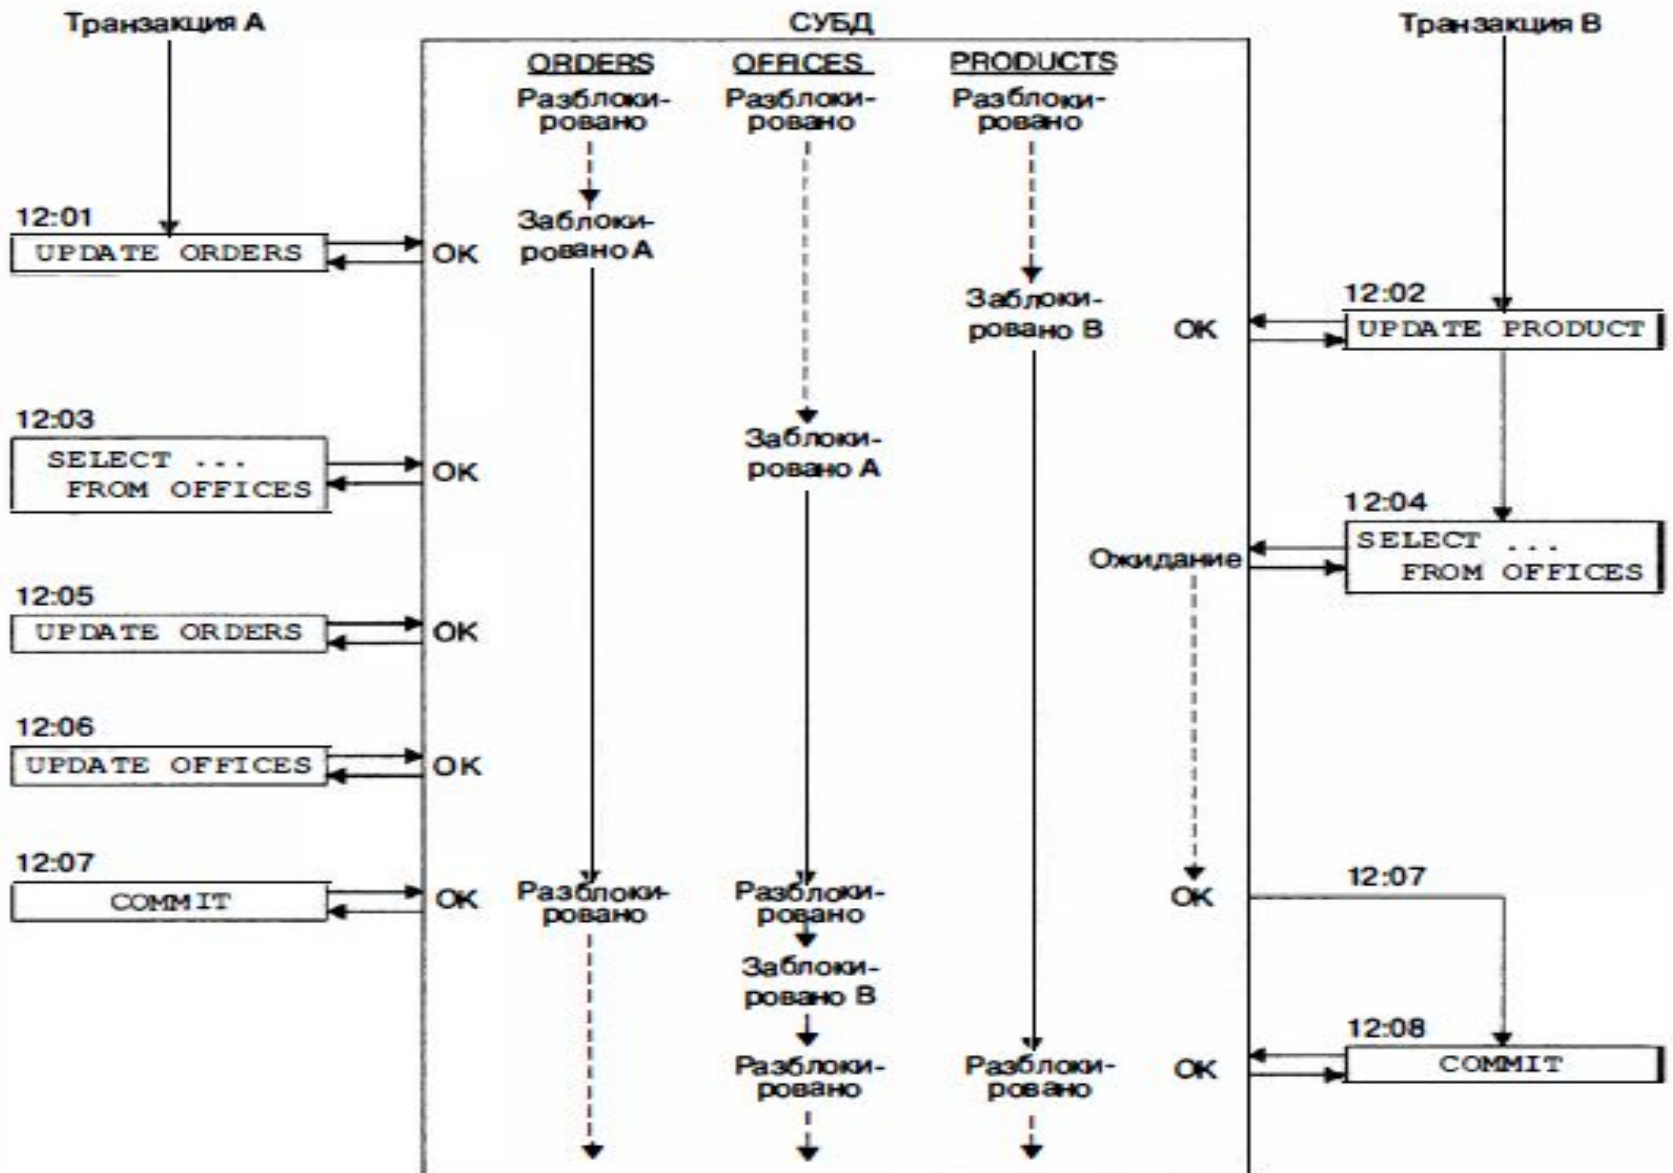 Транзакция A
СУБД
Транзакция B
ORDERS
OFFICES
PRODUCTS
Разблоки-
ровано
Разблоки-
ровано
Разблоки-
ровано
12:01
UPDATE ORDERS
OK
Заблоки-
ровано A
12:02
UPDATE PRODUCT
OK
Заблоки-
ровано B
12:03
SELECT ...
FROM OFFICES
OK
Заблоки-
ровано A
12:04
SELECT ...
FROM OFFICES
Ожидание
12:05
UPDATE ORDERS
OK
12:06
UPDATE OFFICES
OK
12:07
COMMIT
OK
Разблоки-
ровано
Разблоки-
ровано
OK
12:07
Заблоки-
ровано B
12:08
COMMIT
OK
Разблоки-
ровано
Разблоки-
ровано